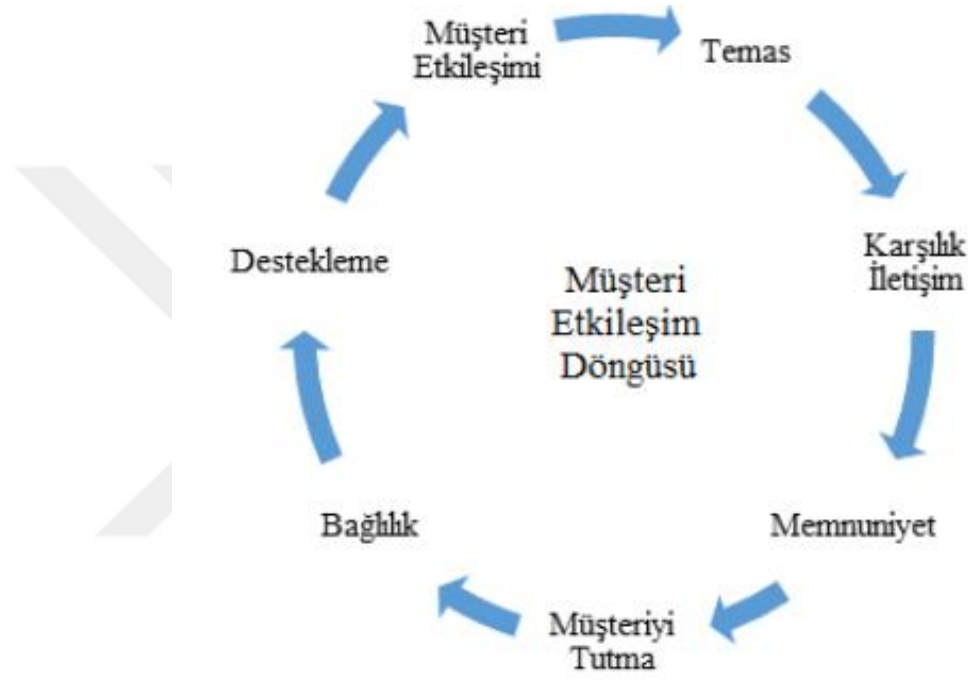 Müşteri
Etkileşimi
Temas
Karşılık
İletişim
Memnuniyet
Müşteriyi
Tutma
Bağlılık
Destekleme
Müşteri
Etkileşim
Döngüsü